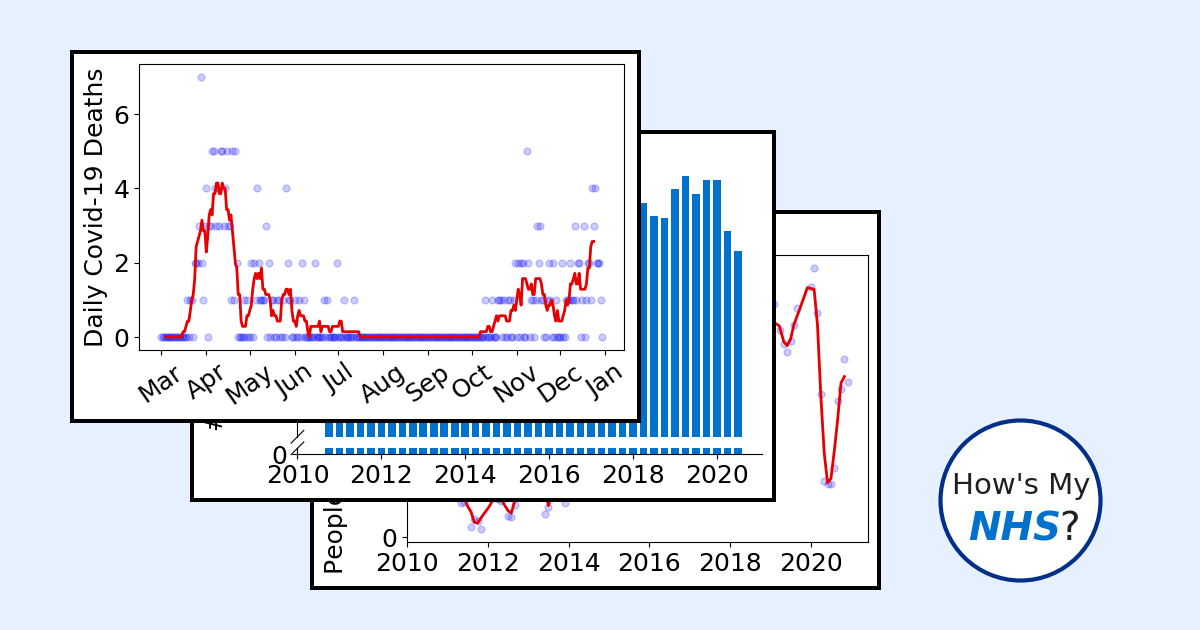 Daily Covid-19 Deaths
6
4
2
0
Mar Apr May Jun Jul Aug Sep Oct Nov Dec Jan
#
0
2010 2012 2014 2016 2018 2020
People
0
2010 2012 2014 2016 2018 2020
How's My
NHS?